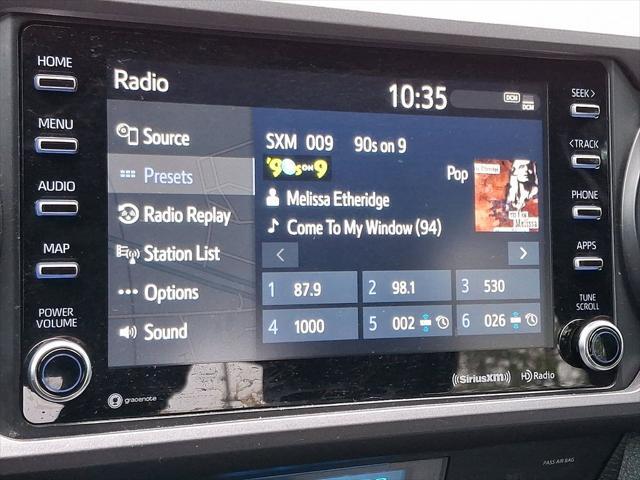 HOME
MENU
AUDIO
MAP
POWER
VOLUME
gracenote
Radio
10:35
DCM
DCM
Source
Presets
Radio Replay
Station List
Options
Sound
SXM 009 90s on 9
'90s ON 9
Pop
Melissa Etheridge
Come To My Window (94)
1 87.9
2 98.1
3 530
4 1000
5 002
6 026
SEEK >
< TRACK
PHONE
APPS
TUNE
SCROLL
((SiriusXM))
HD Radio
PASS AIR BAG